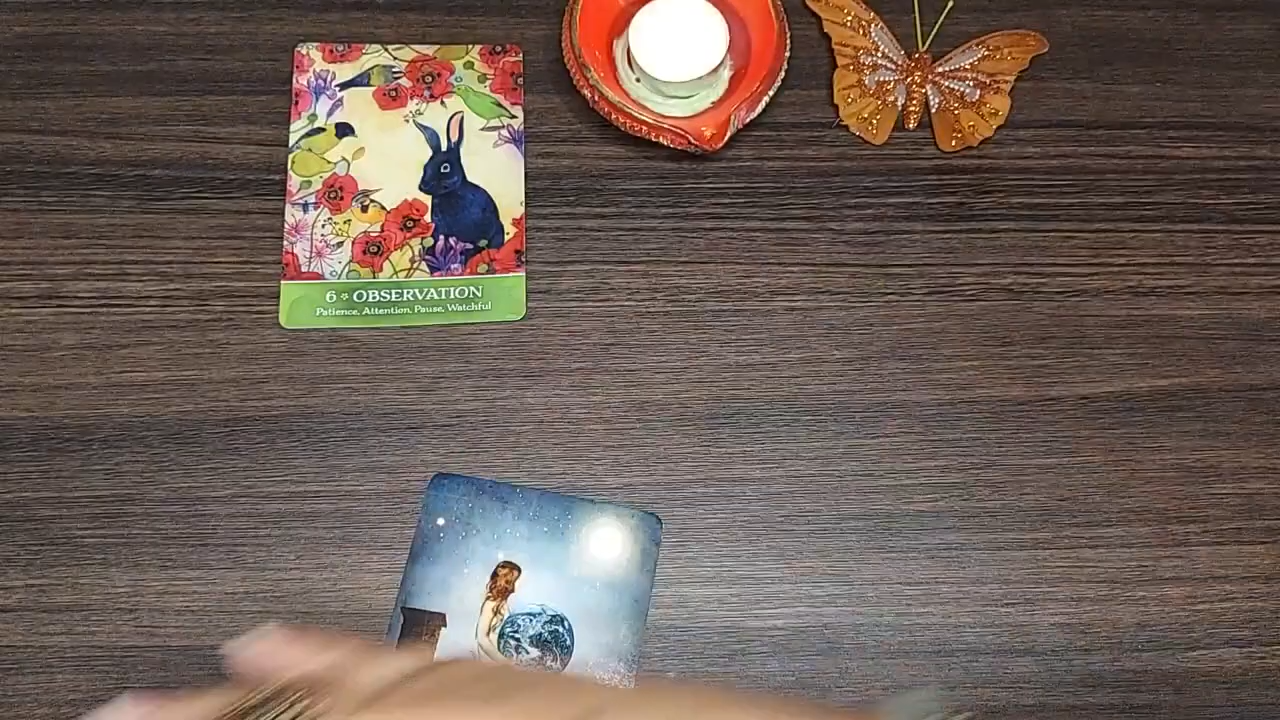 6 OBSERVATION
Patience, Attention, Pause, Watchful